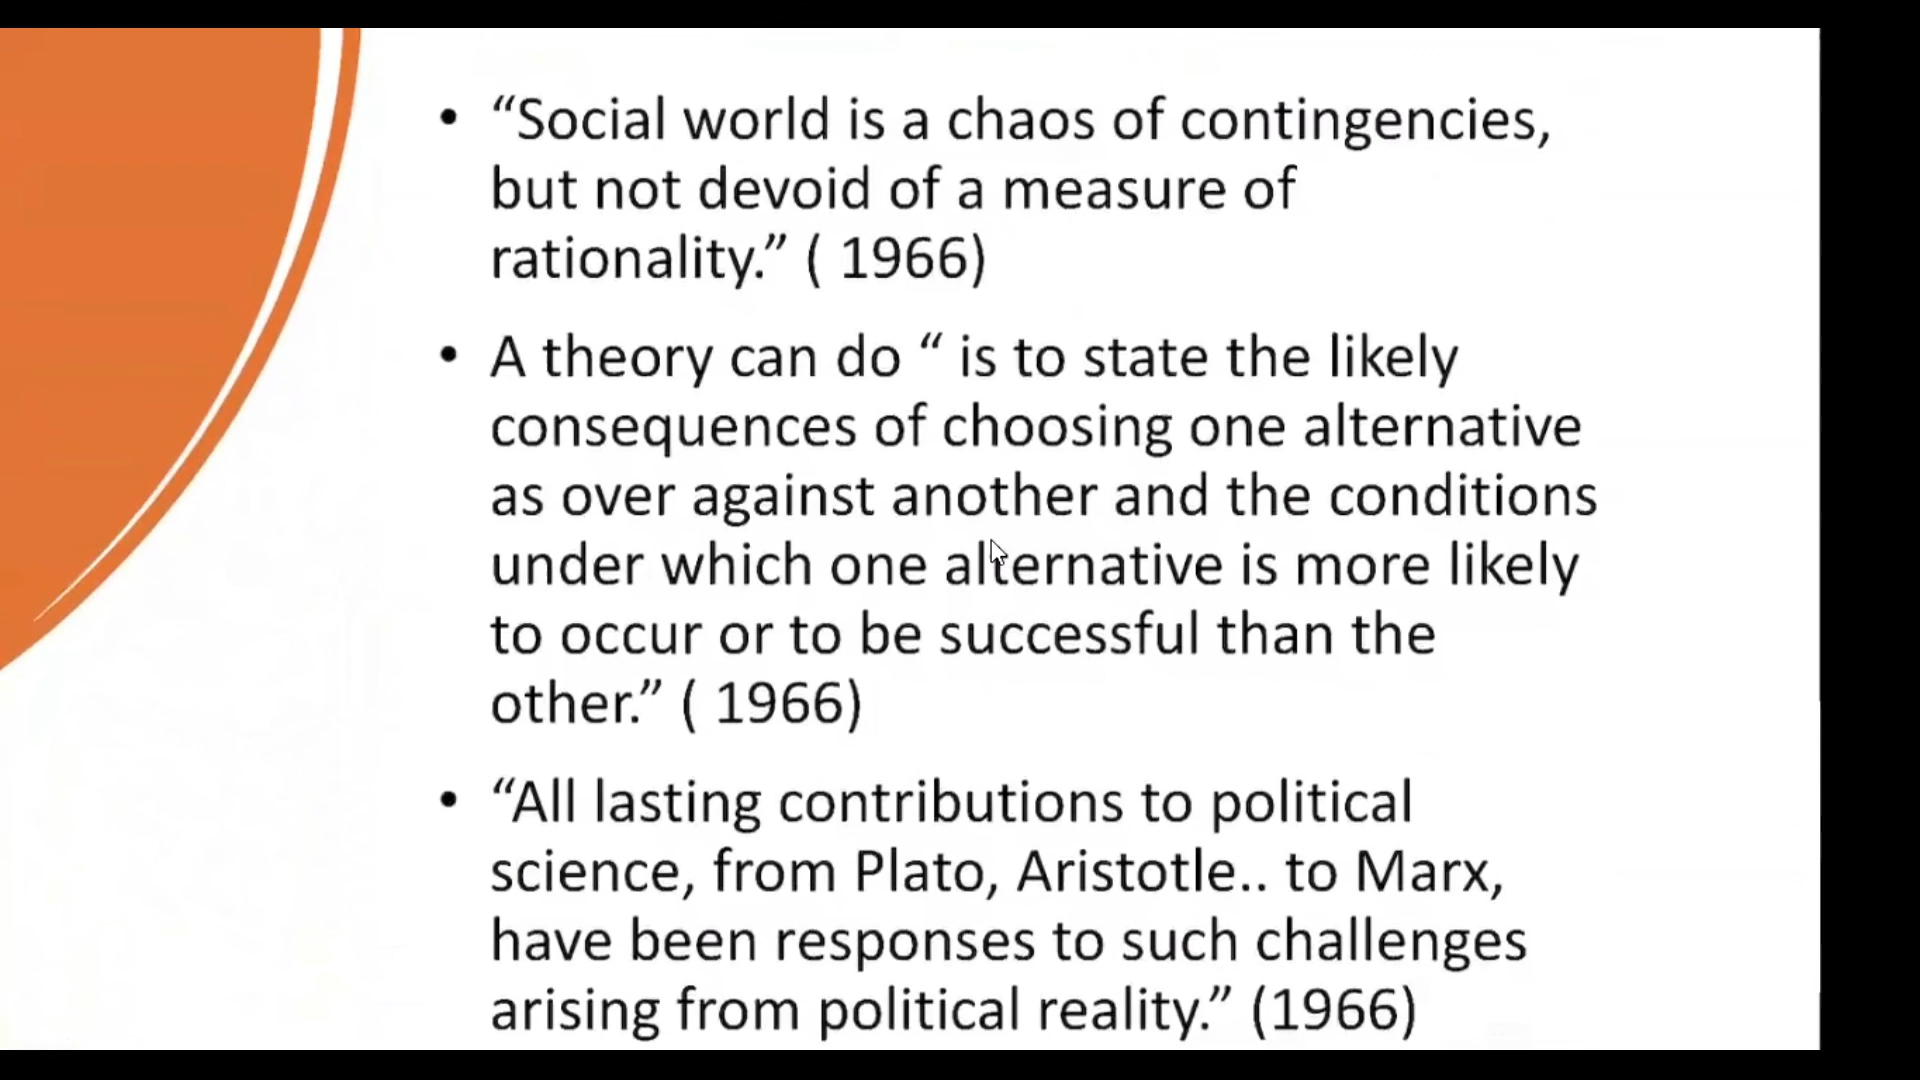 • “Social world is a chaos of contingencies,
but not devoid of a measure of
rationality.” ( 1966)
• A theory can do “ is to state the likely
consequences of choosing one alternative
as over against another and the conditions
under which one alternative is more likely
to occur or to be successful than the
other.” ( 1966)
• “All lasting contributions to political
science, from Plato, Aristotle.. to Marx,
have been responses to such challenges
arising from political reality.” (1966)